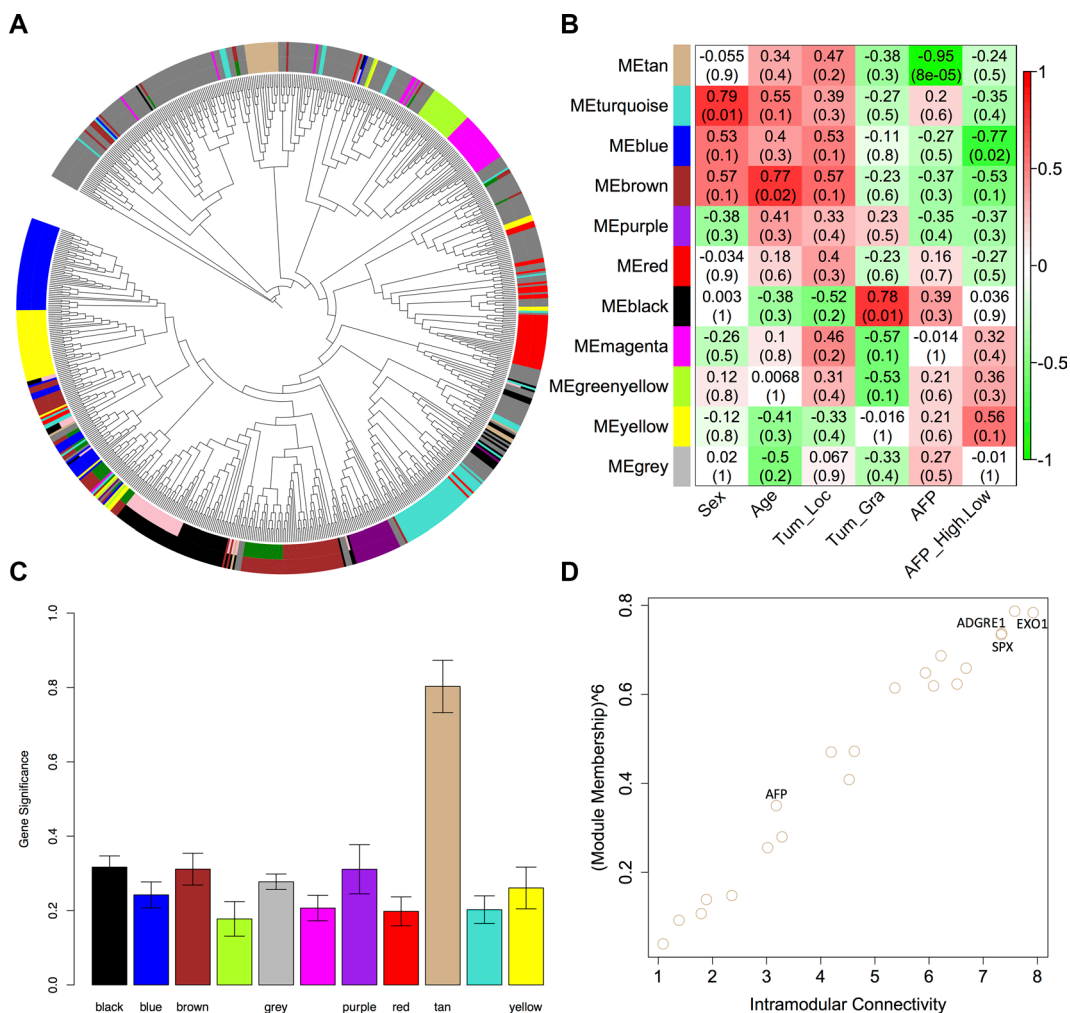 A
B
MEtan
-0.055 0.34 0.47 -0.38 -0.95 -0.24
(0.9) (0.4) (0.2) (0.3) (8e-05) (0.5)
MEturquoise
0.79 0.55 0.39 -0.27 0.2 -0.35
(0.01) (0.1) (0.3) (0.5) (0.6) (0.4)
MEblue
0.53 0.4 0.53 -0.11 -0.27 -0.77
(0.1) (0.3) (0.1) (0.8) (0.5) (0.02)
MEbrown
0.57 0.77 0.57 -0.23 -0.37 -0.53
(0.1) (0.02) (0.1) (0.6) (0.3) (0.1)
MEpurple
-0.38 0.41 0.33 0.23 -0.35 -0.37
(0.3) (0.3) (0.4) (0.5) (0.4) (0.3)
MEred
-0.034 0.18 0.4 -0.23 0.16 -0.27
(0.9) (0.6) (0.3) (0.6) (0.7) (0.5)
MEblack
0.003 -0.38 -0.52 0.78 0.39 0.036
(1) (0.3) (0.2) (0.01) (0.3) (0.9)
MEmagenta
-0.26 0.1 0.46 -0.57 -0.014 0.32
(0.5) (0.8) (0.2) (0.1) (1) (0.4)
MEgreenyellow
0.12 0.0068 0.31 -0.53 0.21 0.36
(0.8) (1) (0.4) (0.1) (0.6) (0.3)
MEyellow
-0.12 -0.41 -0.33 -0.016 0.21 0.56
(0.8) (0.3) (0.4) (1) (0.6) (0.1)
MEgrey
0.02 -0.5 0.067 -0.33 0.27 -0.01
(1) (0.2) (0.9) (0.4) (0.5) (1)
Sex Age Tum_Loc Tum_Gra AFP AFP_High.Low
1
0.5
0
-0.5
-1
C
Gene Significance
1.0
0.8
0.6
0.4
0.2
0.0
black blue brown grey purple red tan yellow
D
(Module Membership)^6
0.8
0.6
0.4
0.2
ADGRE1
EXO1
SPX
AFP
1 2 3 4 5 6 7 8
Intramodular Connectivity